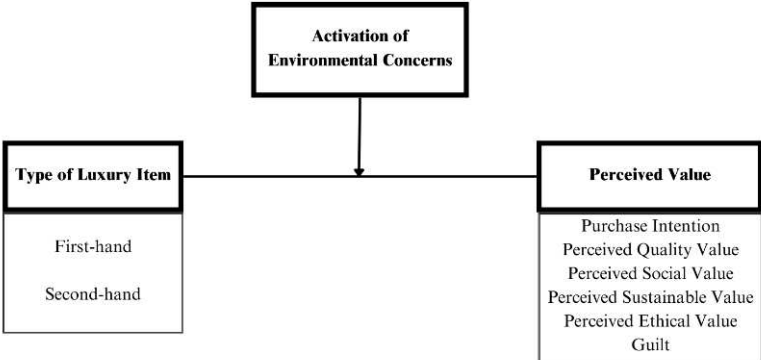 Activation of
Environmental Concerns
Type of Luxury Item
Perceived Value
First-hand
Second-hand
Purchase Intention
Perceived Quality Value
Perceived Social Value
Perceived Sustainable Value
Perceived Ethical Value
Guilt